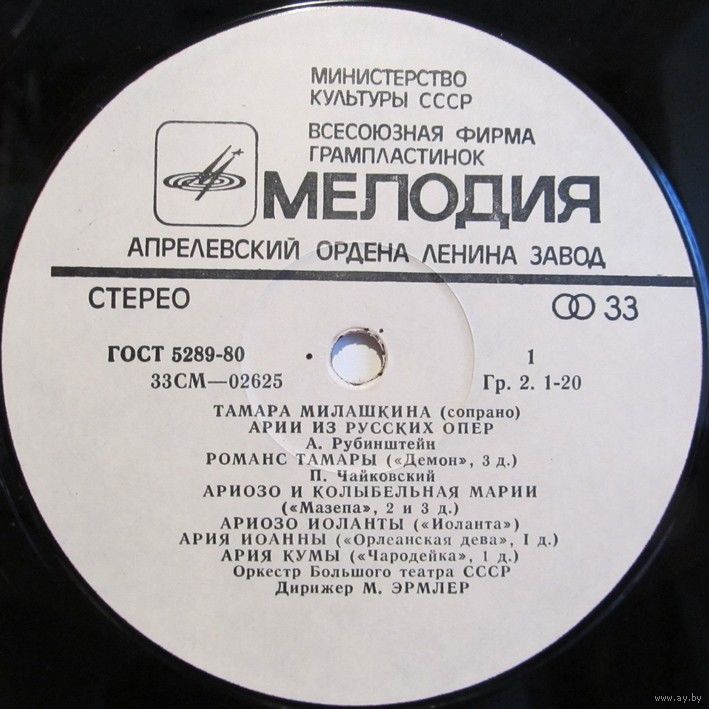 МИНИСТЕРСТВО
КУЛЬТУРЫ СССР
ВСЕСОЮЗНАЯ ФИРМА
ГРАМПЛАСТИНОК
МЕЛОДИЯ
АПРЕЛЕВСКИЙ ОРДЕНА ЛЕНИНА ЗАВОД
СТЕРЕО
33
ГОСТ 5289-80
1
33СМ—02625
Гр. 2. 1-20
ТАМАРА МИЛАШКИНА (сопрано)
АРИИ ИЗ РУССКИХ ОПЕР
А. Рубинштейн
РОМАНС ТАМАРЫ («Демон», 3 д.)
П. Чайковский
АРИОЗО И КОЛЫБЕЛЬНАЯ МАРИИ
(«Мазепа», 2 и 3 д.)
АРИОЗО ИОЛАНТЫ («Иоланта»)
АРИЯ ИОАННЫ («Орлеанская дева», I д.)
АРИЯ КУМЫ («Чародейка», 1 д.)
Оркестр Большого театра СССР
Дирижер М. ЭРМЛЕР
www.ay.by